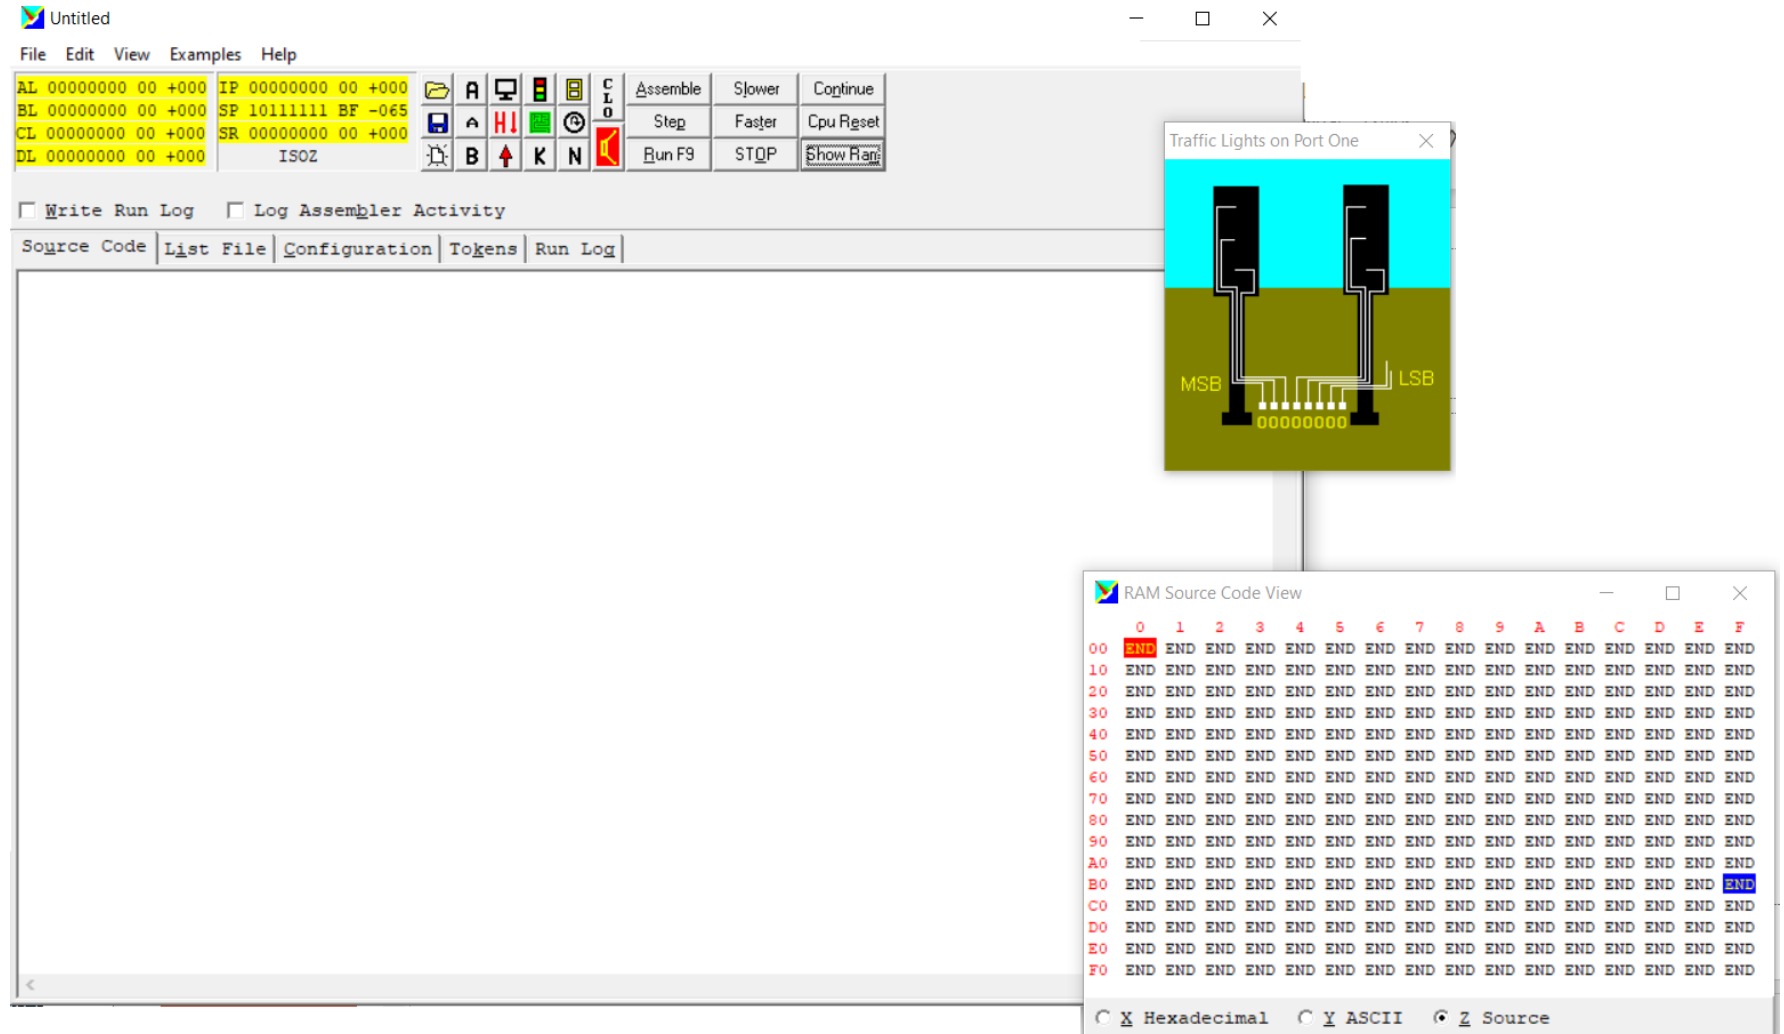 Untitled
File Edit View Examples Help
AL 00000000 00 +000 IP 00000000 00 +000
BL 00000000 00 +000 SP 10111111 BF -065
CL 00000000 00 +000 SR 00000000 00 +000
DL 00000000 00 +000 ISOZ
A CLO Assemble Slower Continue
A H Step Faster Cpu Reset
B K N Run F9 STOP Show Ram
Write Run Log Log Assembler Activity
Source Code List File Configuration Tokens Run Log
Traffic Lights on Port One
MSB LSB
00000000
RAM Source Code View
0 1 2 3 4 5 6 7 8 9 A B C D E F
00 END END END END END END END END END END END END END END END END
10 END END END END END END END END END END END END END END END END
20 END END END END END END END END END END END END END END END END
30 END END END END END END END END END END END END END END END END
40 END END END END END END END END END END END END END END END END
50 END END END END END END END END END END END END END END END END
60 END END END END END END END END END END END END END END END END
70 END END END END END END END END END END END END END END END END
80 END END END END END END END END END END END END END END END END
90 END END END END END END END END END END END END END END END END
A0 END END END END END END END END END END END END END END END END
B0 END END END END END END END END END END END END END END END END
C0 END END END END END END END END END END END END END END END END
D0 END END END END END END END END END END END END END END END END
E0 END END END END END END END END END END END END END END END END
F0 END END END END END END END END END END END END END END END END
X Hexadecimal Y ASCII Z Source